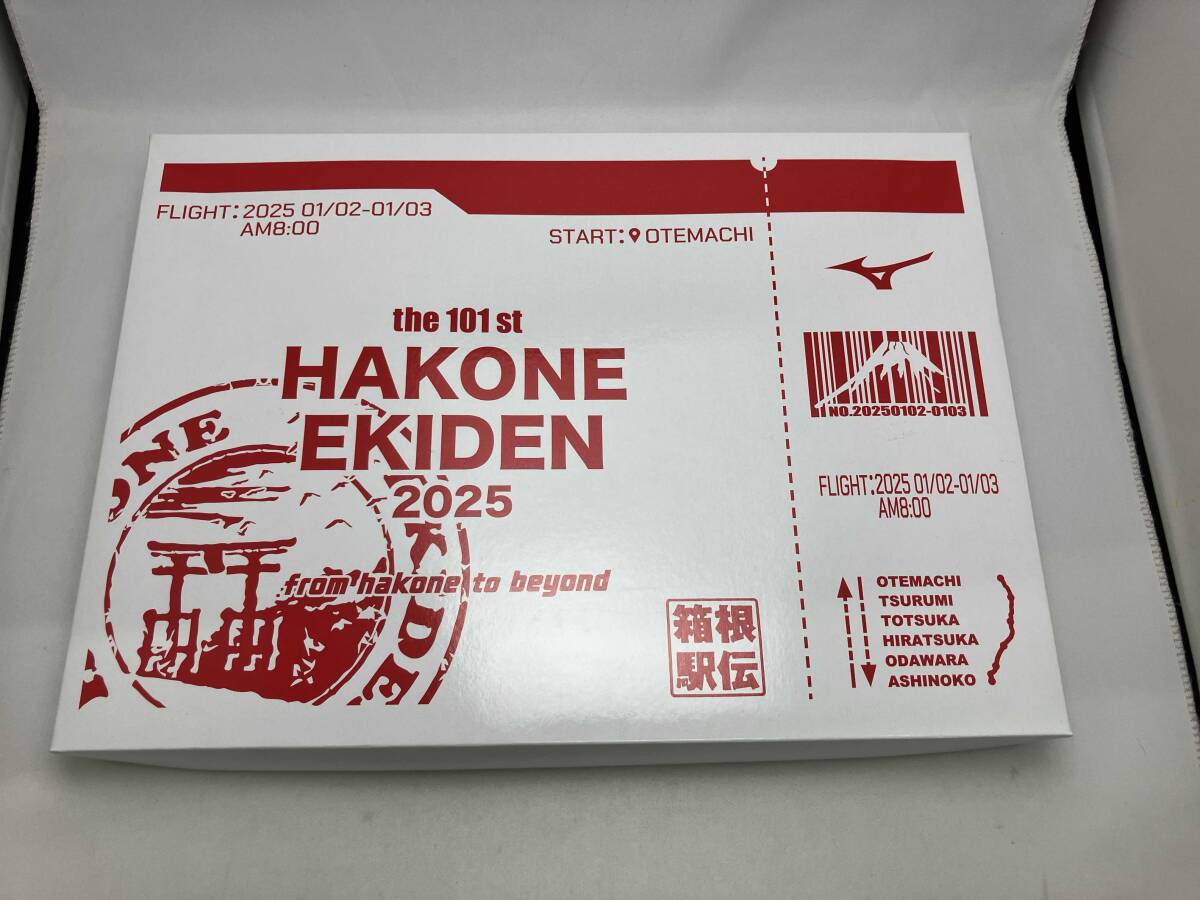 FLIGHT: 2025 01/02-01/03
AM8:00
START: OTEMACHI
the 101 st
HAKONE
EKIDEN
2025
from hakone to beyond
箱根
駅伝
NO.20250102-0103
FLIGHT:2025 01/02-01/03
AM8:00
OTEMACHI
TSURUMI
TOTSUKA
HIRATSUKA
ODAWARA
ASHINOKO